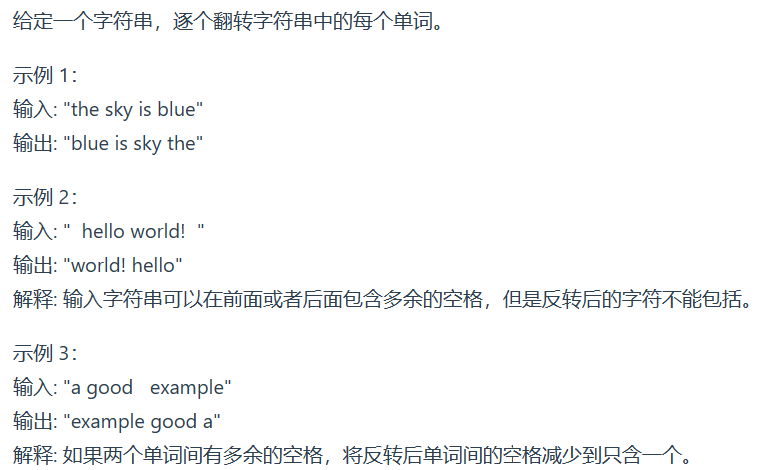 给定一个字符串，逐个翻转字符串中的每个单词。
示例 1：
输入: "the sky is blue"
输出: "blue is sky the"
示例 2：
输入: "  hello world!  "
输出: "world! hello"
解释: 输入字符串可以在前面或者后面包含多余的空格，但是反转后的字符不能包括。
示例 3：
输入: "a good   example"
输出: "example good a"
解释: 如果两个单词间有多余的空格，将反转后单词间的空格减少到只含一个。